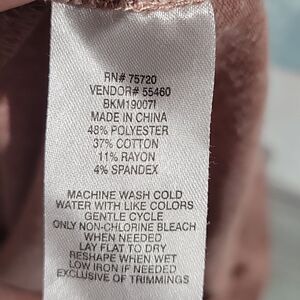 RN# 75720
VENDOR# 55460
BKM19007I
MADE IN CHINA
48% POLYESTER
37% COTTON
11% RAYON
4% SPANDEX
MACHINE WASH COLD
WATER WITH LIKE COLORS
GENTLE CYCLE
ONLY NON-CHLORINE BLEACH
WHEN NEEDED
LAY FLAT TO DRY
RESHAPE WHEN WET
LOW IRON IF NEEDED
EXCLUSIVE OF TRIMMINGS